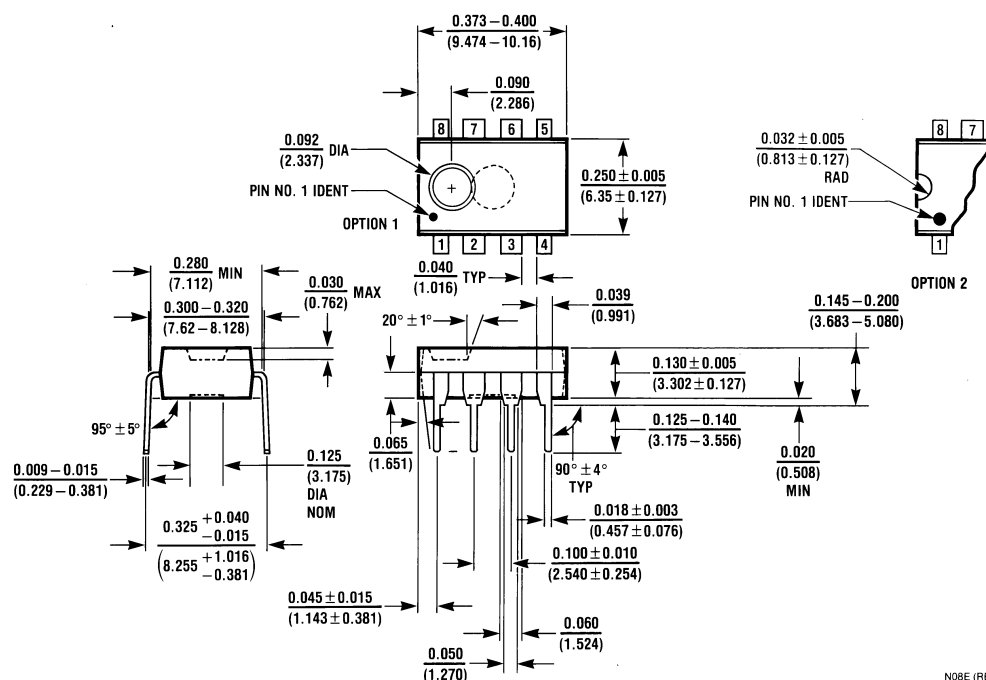 0.373 – 0.400
(9.474 – 10.16)
0.090
(2.286)
8 7 6 5
0.092 DIA
(2.337)
+
PIN NO. 1 IDENT
OPTION 1
1 2 3 4
0.250 ± 0.005
(6.35 ± 0.127)
0.032 ± 0.005
(0.813 ± 0.127)
RAD
PIN NO. 1 IDENT
8 7
1
OPTION 2
0.280 MIN
(7.112)
0.300 – 0.320
(7.62 – 8.128)
0.030 MAX
(0.762)
0.040 TYP
(1.016)
0.039
(0.991)
20° ± 1°
0.145 – 0.200
(3.683 – 5.080)
0.130 ± 0.005
(3.302 ± 0.127)
0.125 – 0.140
(3.175 – 3.556)
0.020
(0.508)
MIN
95° ± 5°
0.009 – 0.015
(0.229 – 0.381)
0.125
(3.175)
DIA
NOM
0.065
(1.651)
90° ± 4°
TYP
0.018 ± 0.003
(0.457 ± 0.076)
0.325 +0.040
–0.015
(8.255 +1.016
–0.381)
0.100 ± 0.010
(2.540 ± 0.254)
0.045 ± 0.015
(1.143 ± 0.381)
0.060
(1.524)
0.050
(1.270)
N08E